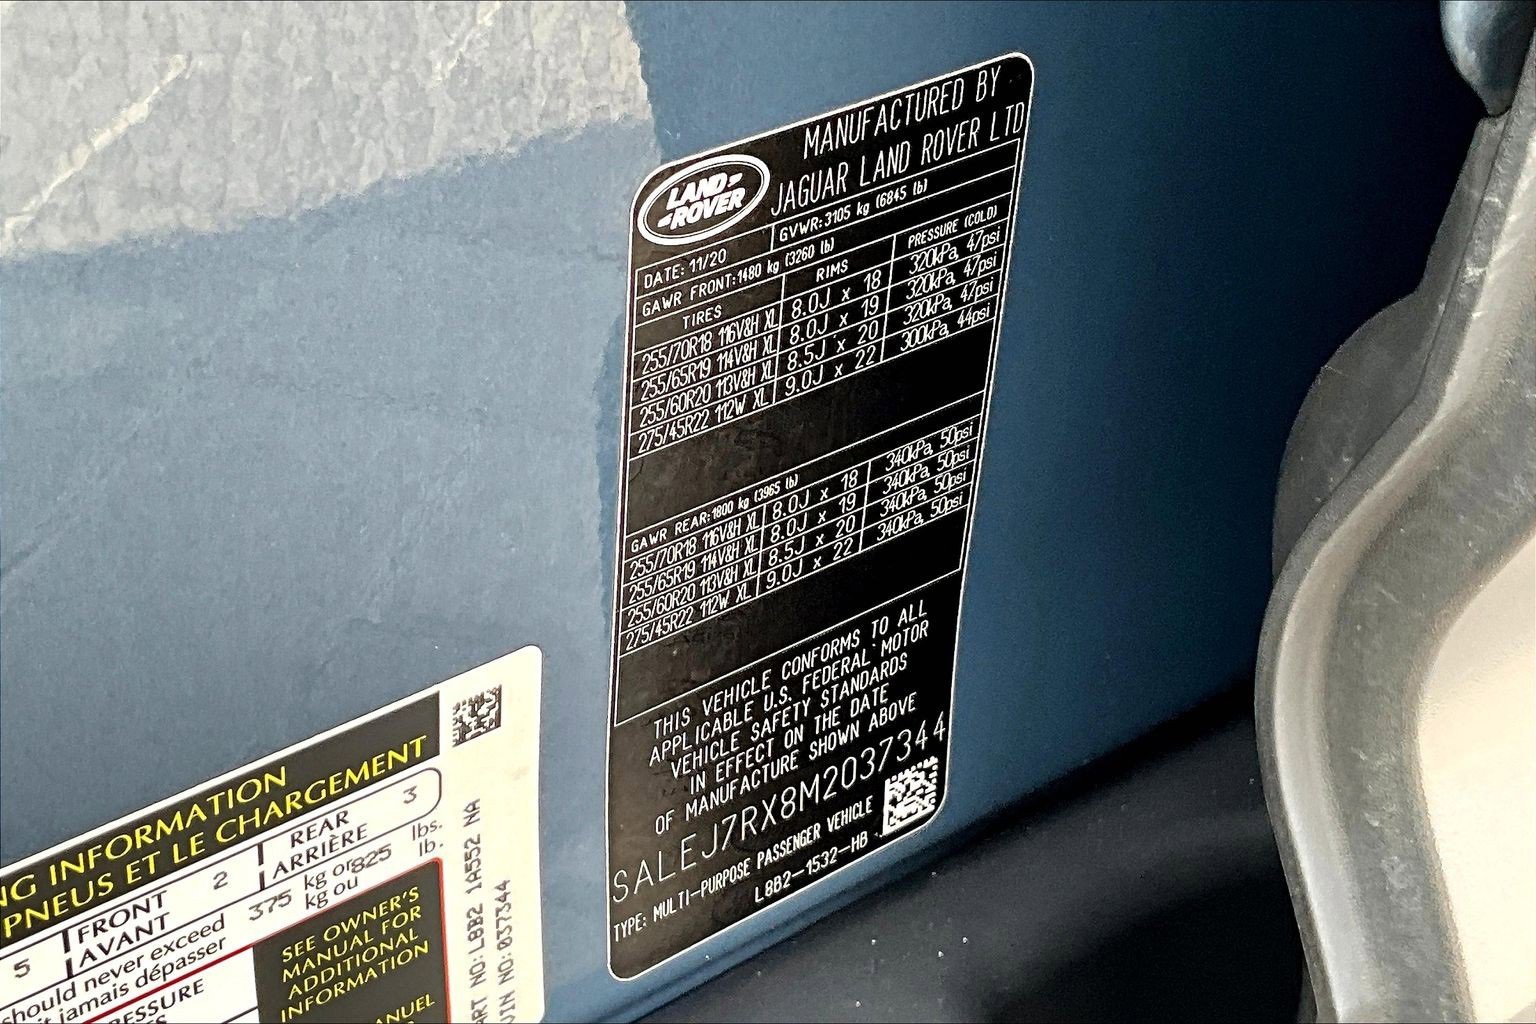 MANUFACTURED BY
JAGUAR LAND ROVER LTD
LAND
ROVER
DATE: 11/20
GVWR: 3105 kg (6845 lb)
GAWR FRONT: 1480 kg (3260 lb)
TIRES RIMS PRESSURE (COLD)
255/70R18 116V&H XL 8.0J x 18 320kPa, 47psi
255/65R19 114V&H XL 8.0J x 19 320kPa, 47psi
255/60R20 113V&H XL 8.5J x 20 320kPa, 47psi
275/45R22 112W XL 9.0J x 22 300kPa, 44psi
GAWR REAR: 1800 kg (3965 lb)
255/70R18 116V&H XL 8.0J x 18 340kPa, 50psi
255/65R19 114V&H XL 8.0J x 19 340kPa, 50psi
255/60R20 113V&H XL 8.5J x 20 340kPa, 50psi
275/45R22 112W XL 9.0J x 22 340kPa, 50psi
THIS VEHICLE CONFORMS TO ALL
APPLICABLE U.S. FEDERAL MOTOR
VEHICLE SAFETY STANDARDS
IN EFFECT ON THE DATE
OF MANUFACTURE SHOWN ABOVE
SALEJ7RX8M2037344
TYPE: MULTI-PURPOSE PASSENGER VEHICLE
L8B2-1532-HB
NG INFORMATION
PNEUS ET LE CHARGEMENT
5 FRONT 2 REAR 3
AVANT ARRIÈRE
should never exceed 375 kg or 825 lbs.
jamais dépasser kg ou lb.
SEE OWNER'S
MANUAL FOR
ADDITIONAL
INFORMATION
ESSURE
ANUEL
ART NO: L8B2 1A552 NA
VIN NO: 037344